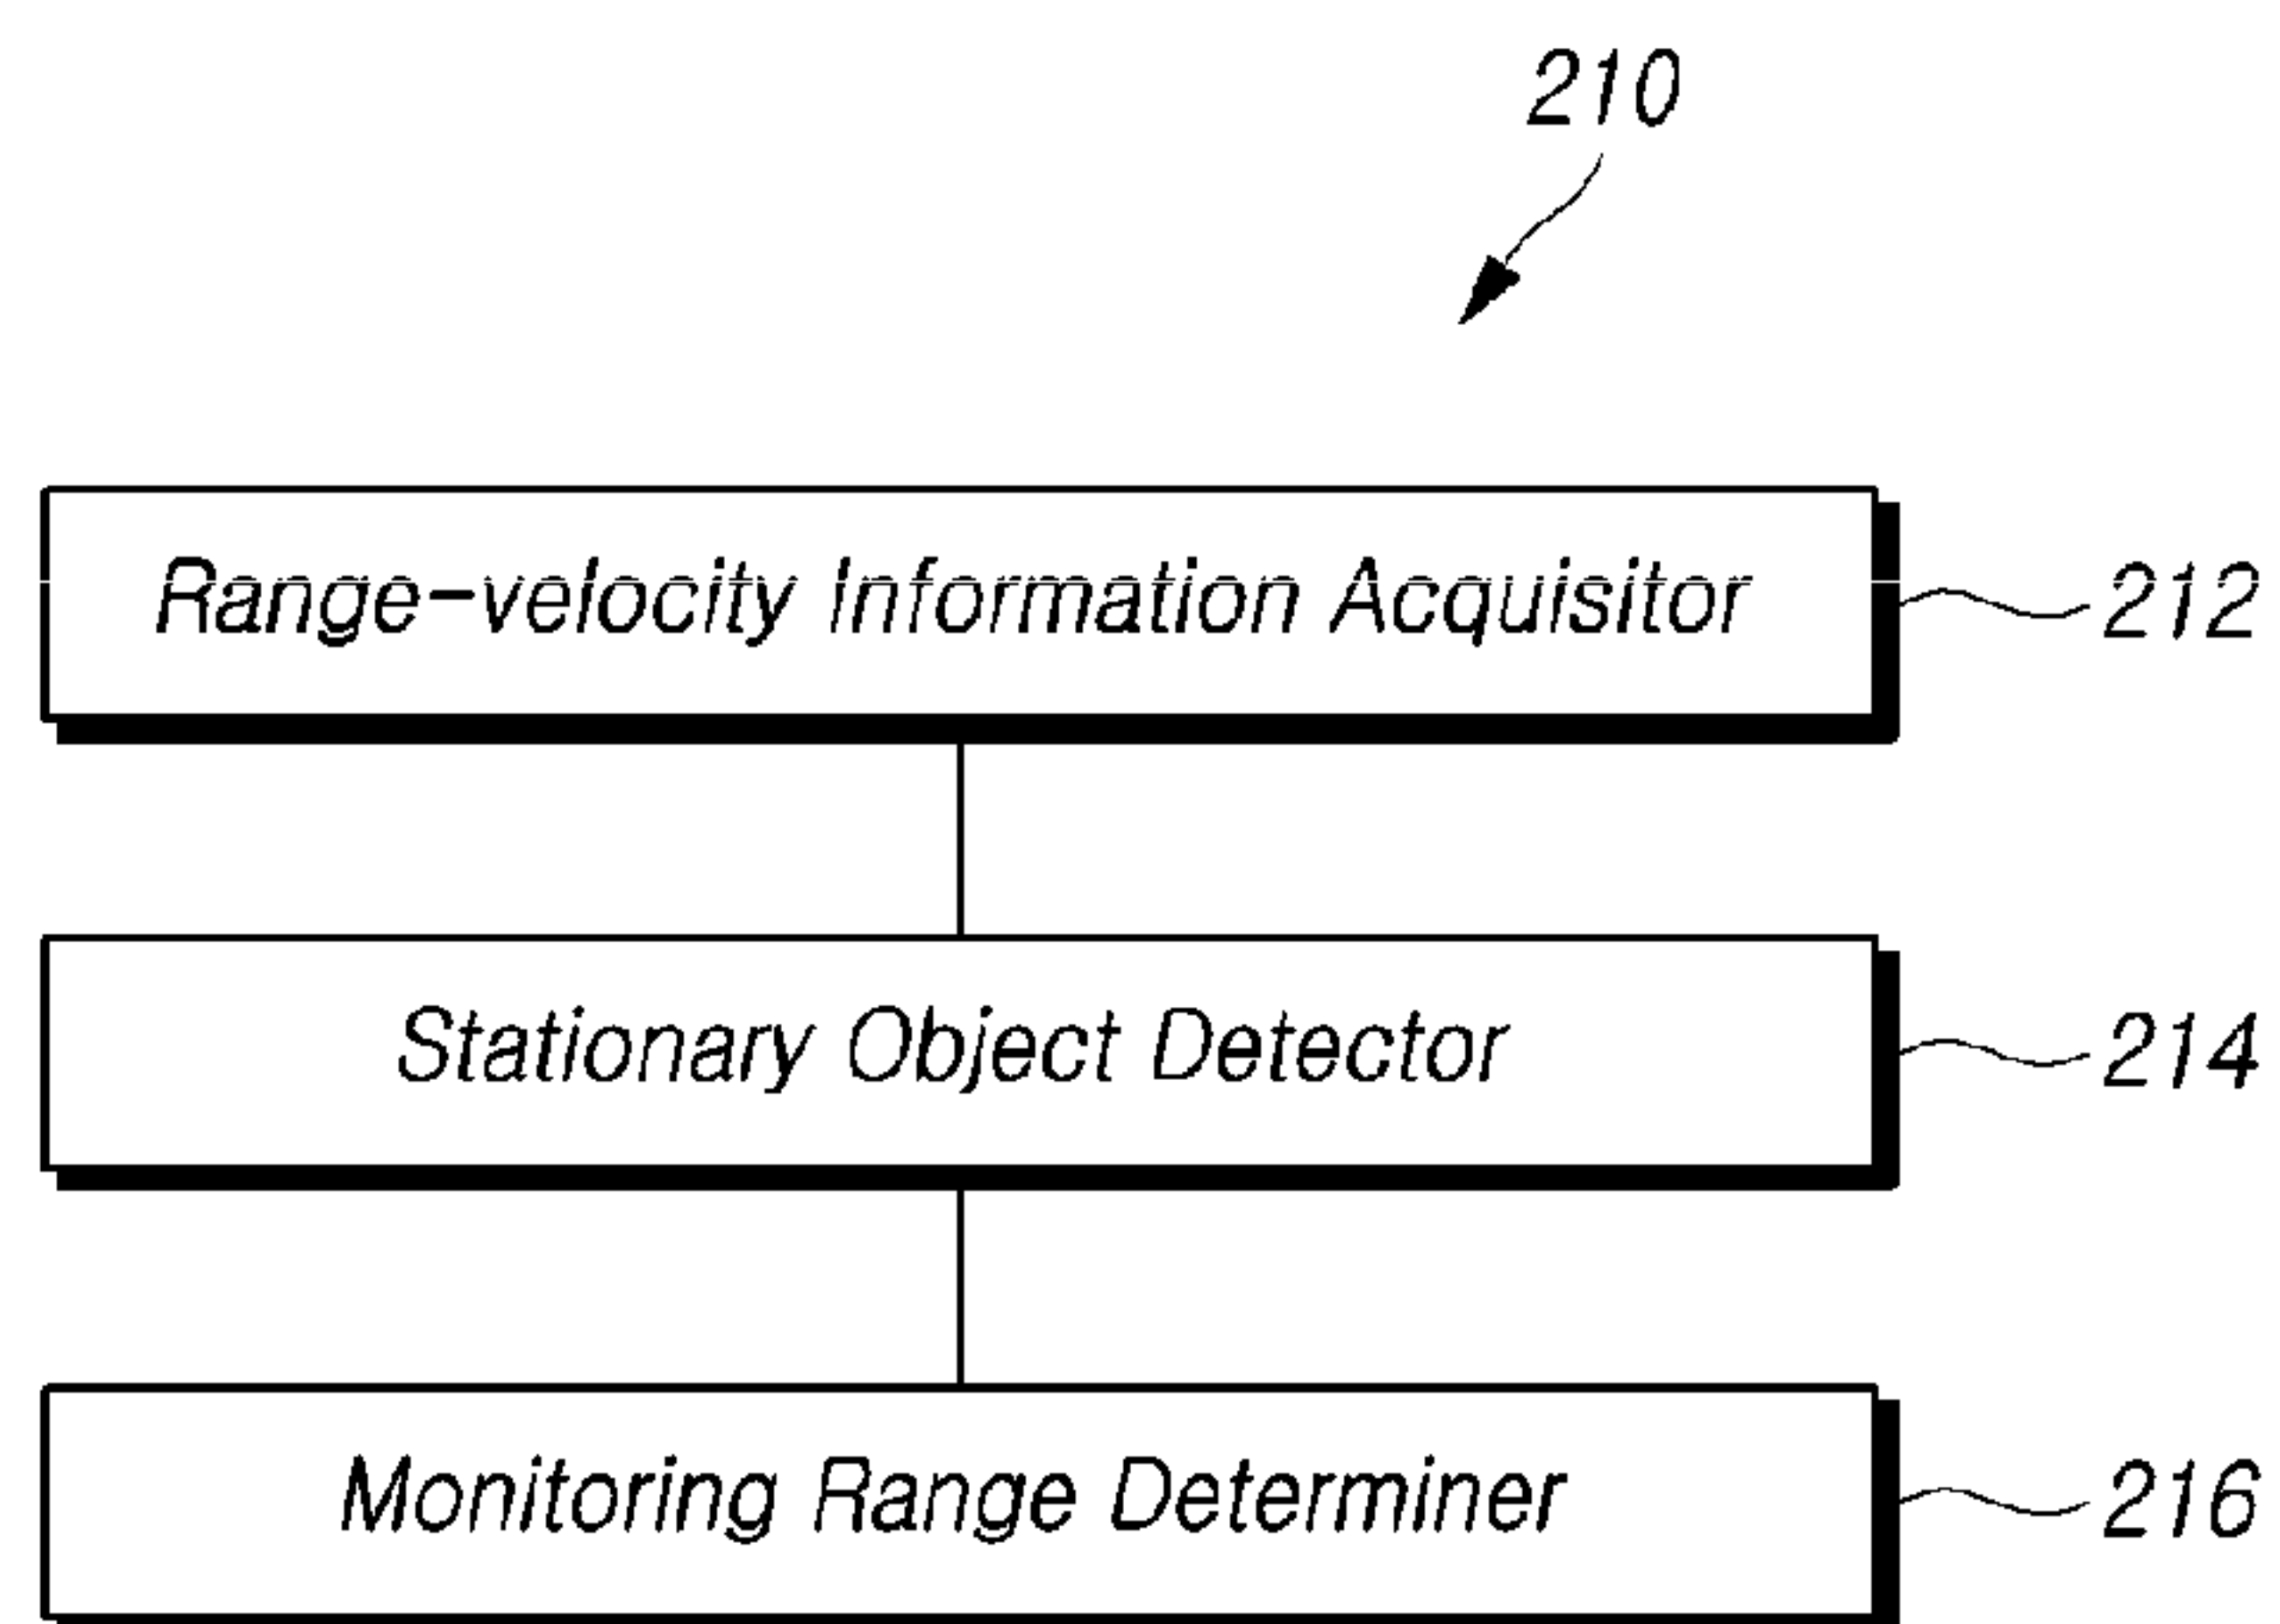 210
Range-velocity Information Acquisitor 212
Stationary Object Detector 214
Monitoring Range Determiner 216